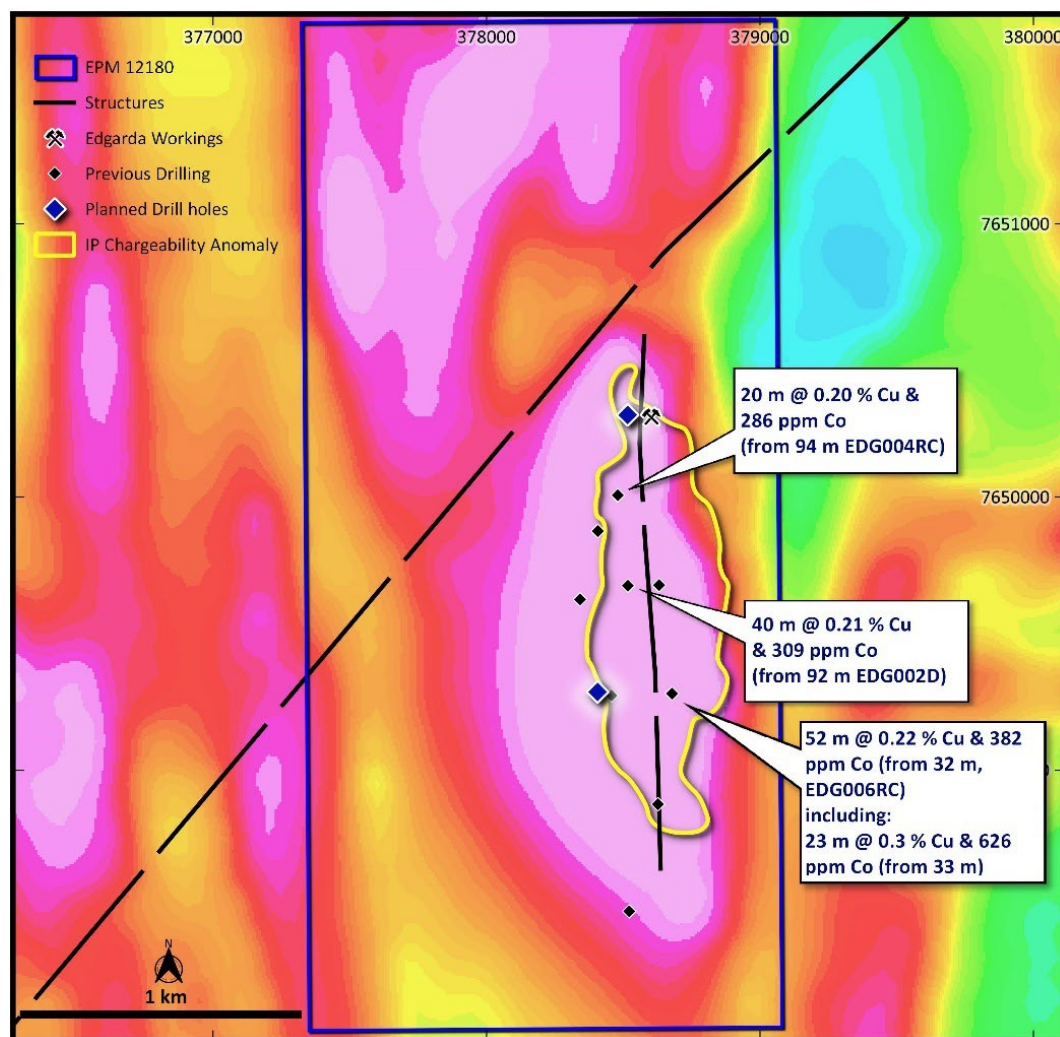 377000
378000
379000
380000
EPM 12180
Structures
Edgarda Workings
Previous Drilling
Planned Drill holes
IP Chargeability Anomaly
7651000
20 m @ 0.20 % Cu &
286 ppm Co
(from 94 m EDG004RC)
7650000
40 m @ 0.21 % Cu
& 309 ppm Co
(from 92 m EDG002D)
52 m @ 0.22 % Cu & 382
ppm Co (from 32 m,
EDG006RC)
including:
23 m @ 0.3 % Cu & 626
ppm Co (from 33 m)
N
1 km